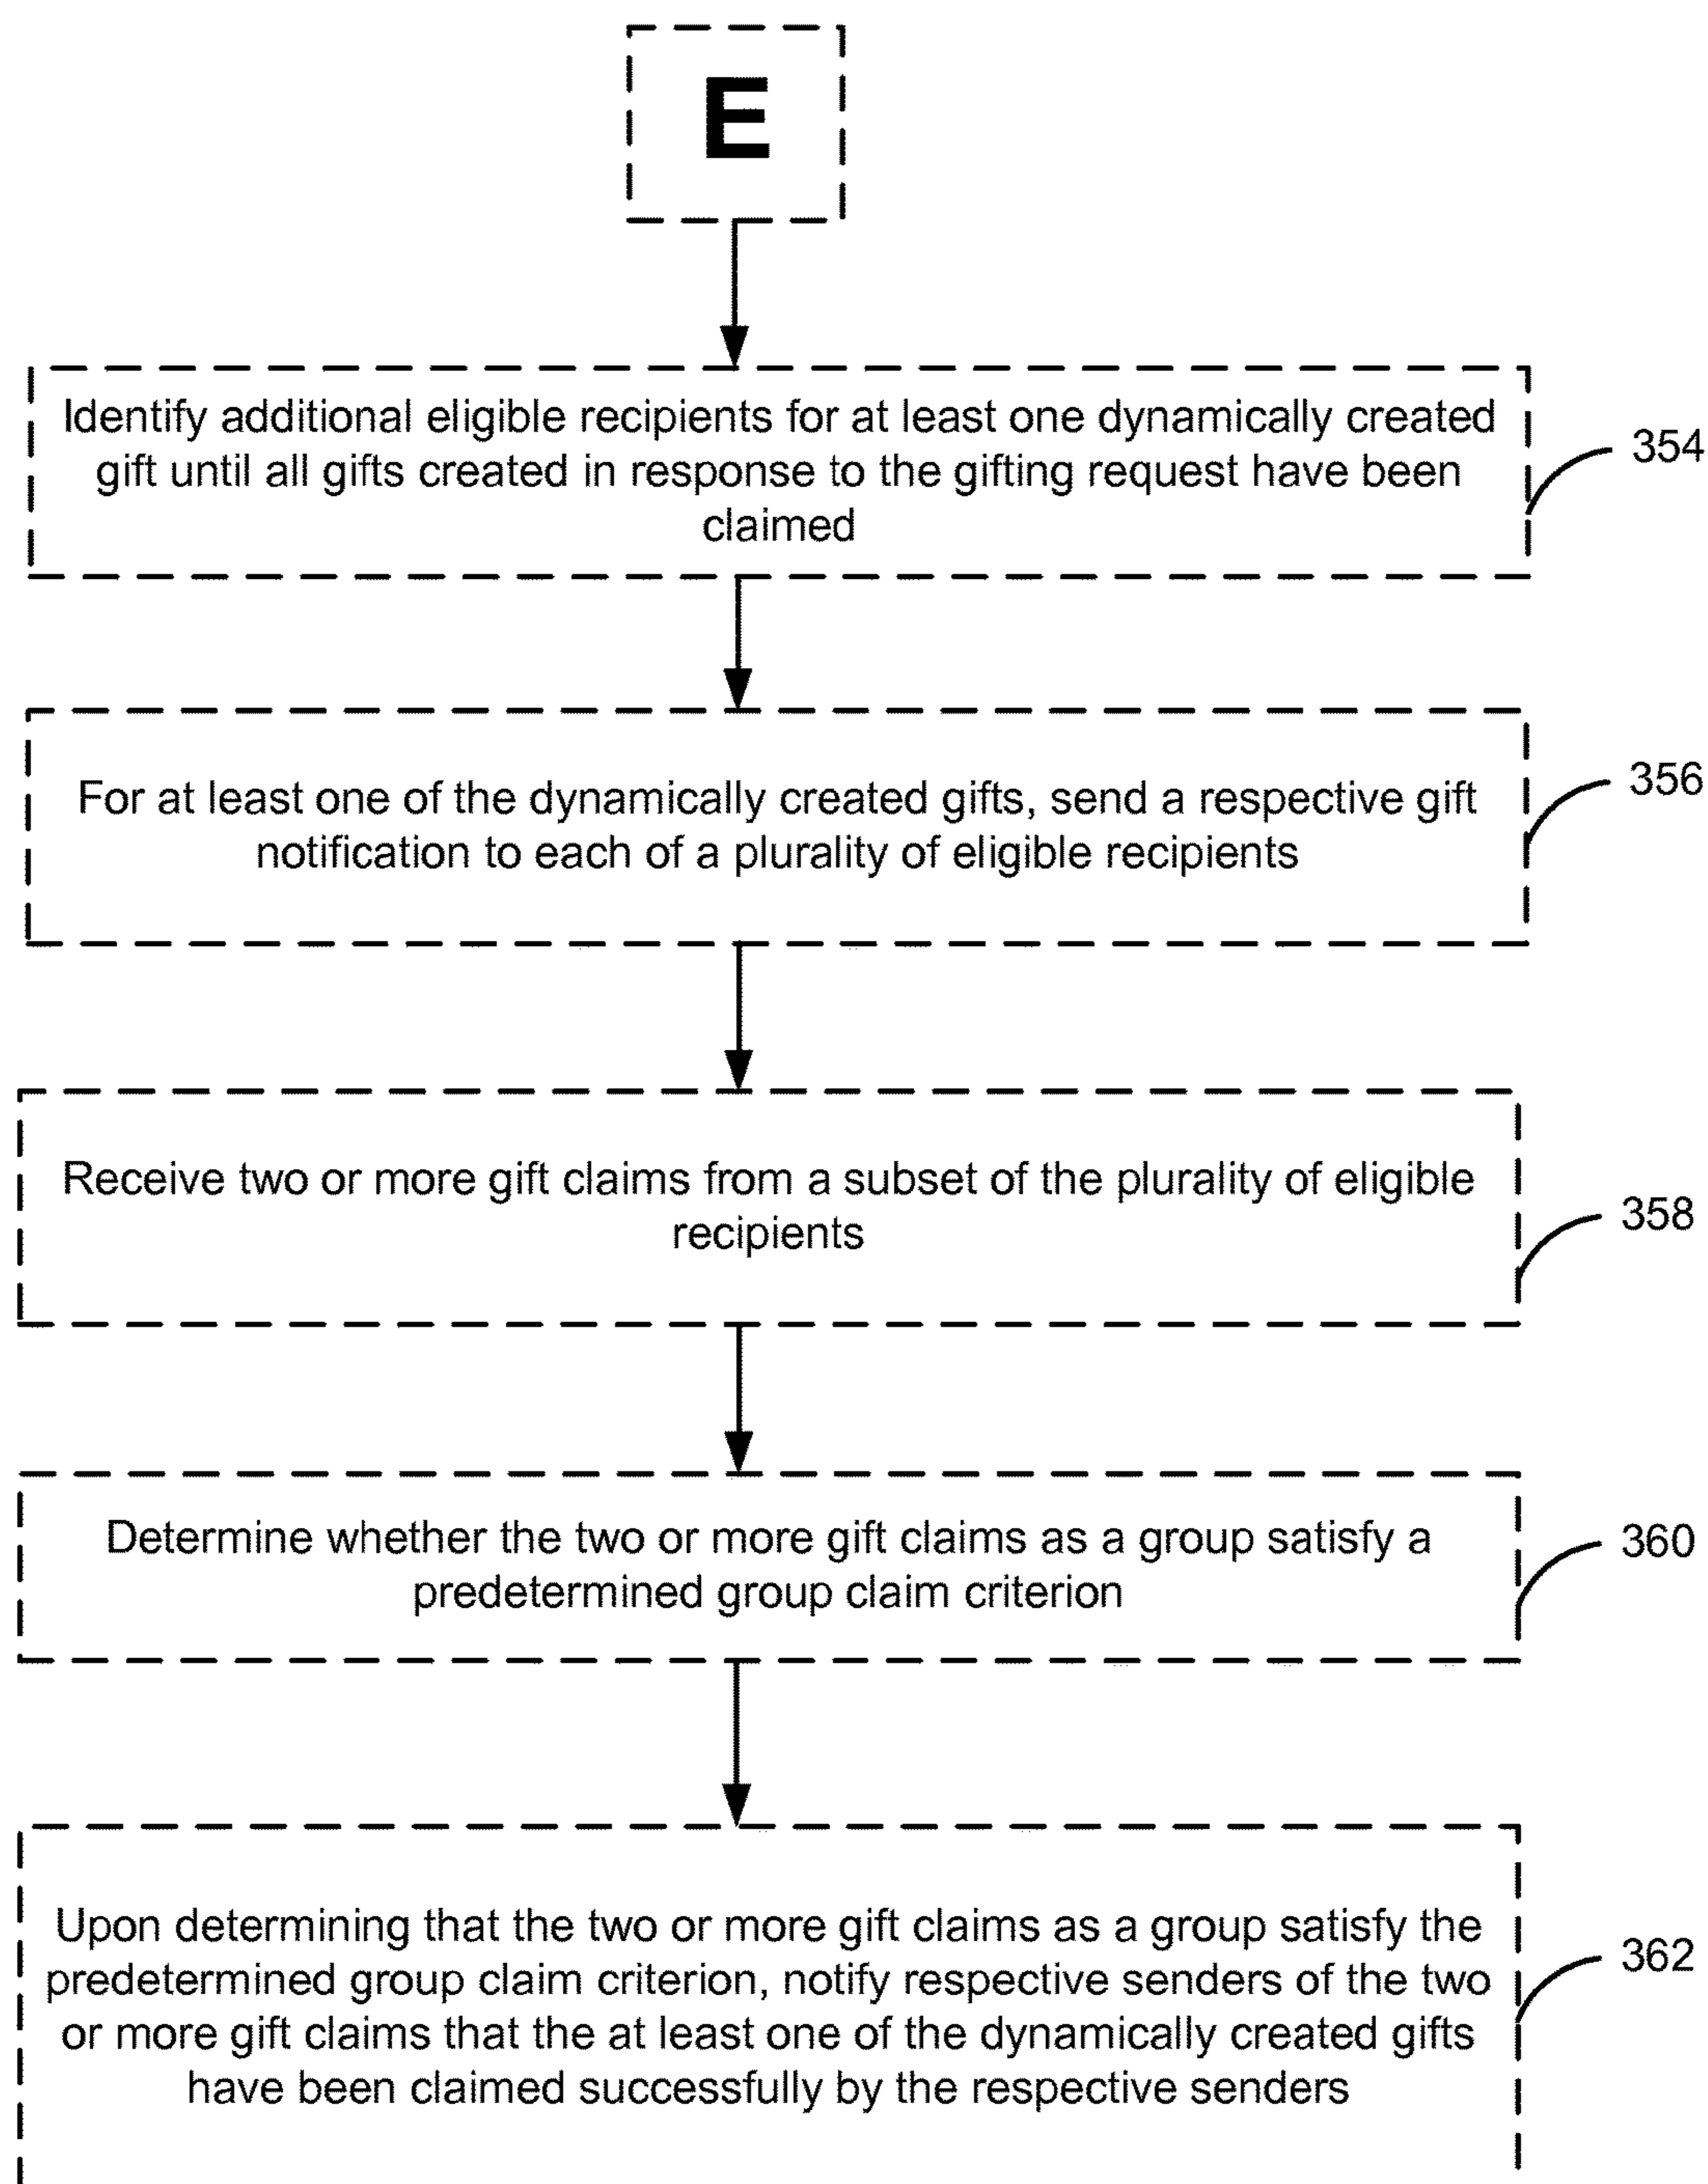 E
Identify additional eligible recipients for at least one dynamically created
gift until all gifts created in response to the gifting request have been
claimed
354
For at least one of the dynamically created gifts, send a respective gift
notification to each of a plurality of eligible recipients
356
Receive two or more gift claims from a subset of the plurality of eligible
recipients
358
Determine whether the two or more gift claims as a group satisfy a
predetermined group claim criterion
360
Upon determining that the two or more gift claims as a group satisfy the
predetermined group claim criterion, notify respective senders of the two
or more gift claims that the at least one of the dynamically created gifts
have been claimed successfully by the respective senders
362